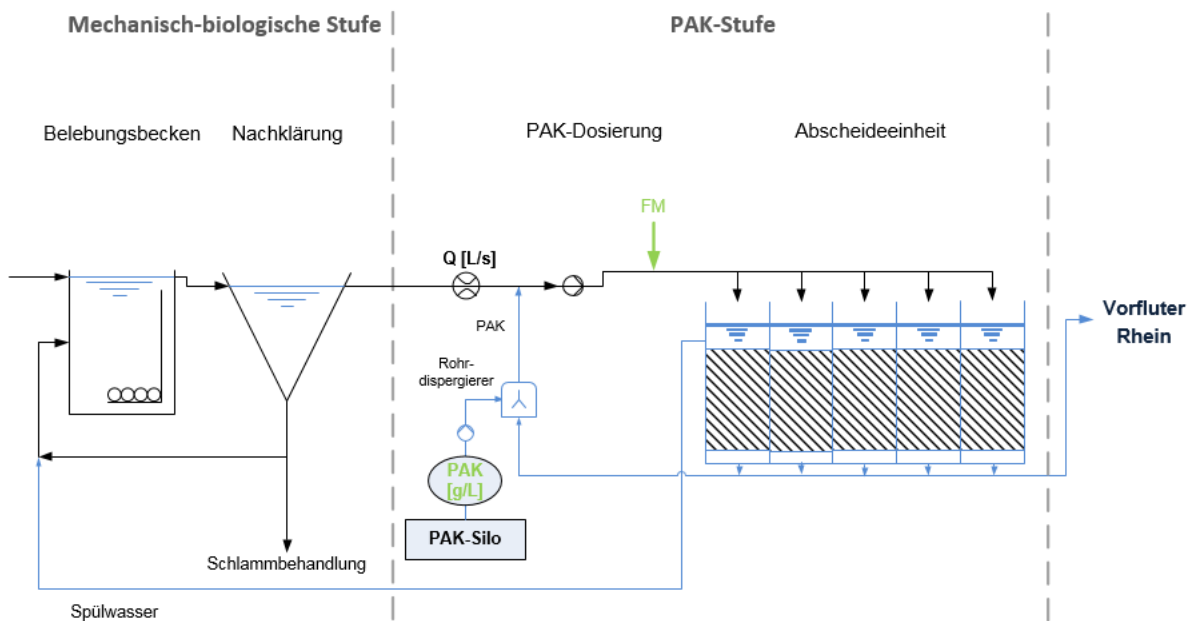 Mechanisch-biologische Stufe
PAK-Stufe
Belebungsbecken
Nachklärung
PAK-Dosierung
Abscheideeinheit
FM
Q [L/s]
Vorfluter
Rhein
PAK
Rohr-
dispergierer
PAK
[g/L]
PAK-Silo
Schlammbehandlung
Spülwasser